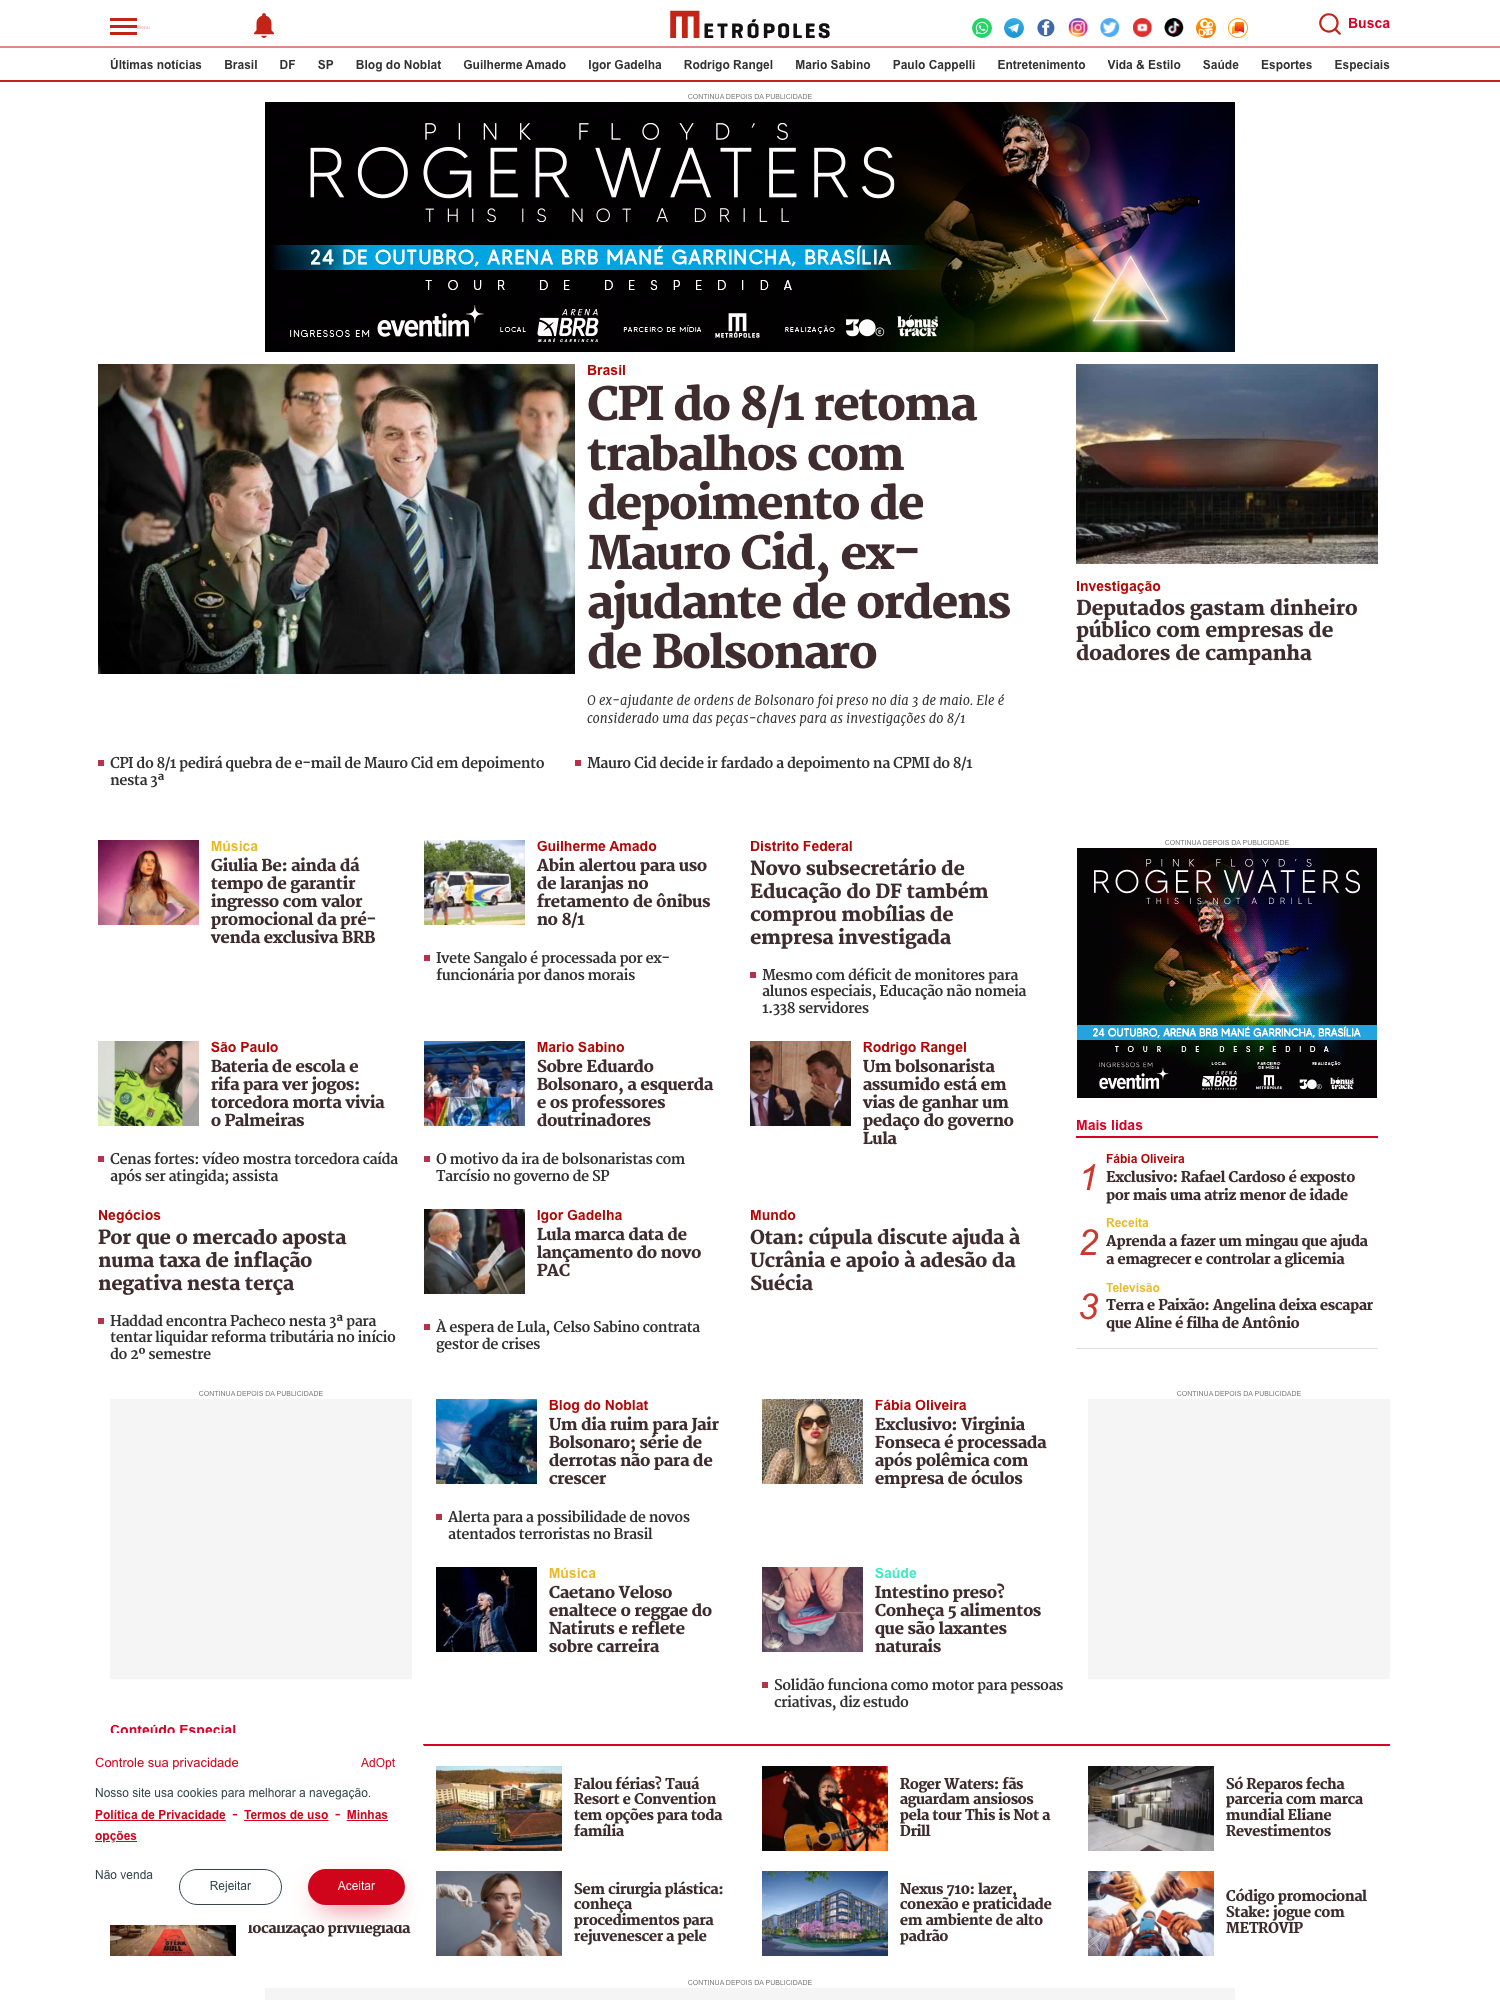 METRÓPOLES
Busca
Últimas notícias Brasil DF SP Blog do Noblat Guilherme Amado Igor Gadelha Rodrigo Rangel Mario Sabino Paulo Cappelli Entretenimento Vida & Estilo Saúde Esportes Especiais
CONTINUA DEPOIS DA PUBLICIDADE
PINK FLOYD'S
ROGER WATERS
THIS IS NOT A DRILL
24 DE OUTUBRO, ARENA BRB MANÉ GARRINCHA, BRASÍLIA
TOUR DE DESPEDIDA
INGRESSOS EM eventim LOCAL ARENA BRB MANÉ GARRINCHA PARCEIRO DE MÍDIA METRÓPOLES REALIZAÇÃO 30e bónus track
Brasil
CPI do 8/1 retoma
trabalhos com
depoimento de
Mauro Cid, ex-
ajudante de ordens
de Bolsonaro
O ex-ajudante de ordens de Bolsonaro foi preso no dia 3 de maio. Ele é
considerado uma das peças-chaves para as investigações do 8/1
Investigação
Deputados gastam dinheiro
público com empresas de
doadores de campanha
CPI do 8/1 pedirá quebra de e-mail de Mauro Cid em depoimento
nesta 3ª
Mauro Cid decide ir fardado a depoimento na CPMI do 8/1
Música
Giulia Be: ainda dá
tempo de garantir
ingresso com valor
promocional da pré-
venda exclusiva BRB
Guilherme Amado
Abin alertou para uso
de laranjas no
fretamento de ônibus
no 8/1
Ivete Sangalo é processada por ex-
funcionária por danos morais
Distrito Federal
Novo subsecretário de
Educação do DF também
comprou mobílias de
empresa investigada
Mesmo com déficit de monitores para
alunos especiais, Educação não nomeia
1.338 servidores
CONTINUA DEPOIS DA PUBLICIDADE
PINK FLOYD'S
ROGER WATERS
THIS IS NOT A DRILL
24 OUTUBRO, ARENA BRB MANÉ GARRINCHA, BRASÍLIA
TOUR DE DESPEDIDA
INGRESSOS EM
eventim
LOCAL
ARENA BRB
PARCEIRO DE MÍDIA
METRÓPOLES
REALIZAÇÃO
30e bónus track
São Paulo
Bateria de escola e
rifa para ver jogos:
torcedora morta vivia
o Palmeiras
Cenas fortes: vídeo mostra torcedora caída
após ser atingida; assista
Mario Sabino
Sobre Eduardo
Bolsonaro, a esquerda
e os professores
doutrinadores
O motivo da ira de bolsonaristas com
Tarcísio no governo de SP
Rodrigo Rangel
Um bolsonarista
assumido está em
vias de ganhar um
pedaço do governo
Lula
Mais lidas
1
Fábia Oliveira
Exclusivo: Rafael Cardoso é exposto
por mais uma atriz menor de idade
2
Receita
Aprenda a fazer um mingau que ajuda
a emagrecer e controlar a glicemia
3
Televisão
Terra e Paixão: Angelina deixa escapar
que Aline é filha de Antônio
Negócios
Por que o mercado aposta
numa taxa de inflação
negativa nesta terça
Haddad encontra Pacheco nesta 3ª para
tentar liquidar reforma tributária no início
do 2º semestre
Igor Gadelha
Lula marca data de
lançamento do novo
PAC
À espera de Lula, Celso Sabino contrata
gestor de crises
Mundo
Otan: cúpula discute ajuda à
Ucrânia e apoio à adesão da
Suécia
CONTINUA DEPOIS DA PUBLICIDADE
Blog do Noblat
Um dia ruim para Jair
Bolsonaro; série de
derrotas não para de
crescer
Alerta para a possibilidade de novos
atentados terroristas no Brasil
Fábia Oliveira
Exclusivo: Virginia
Fonseca é processada
após polêmica com
empresa de óculos
CONTINUA DEPOIS DA PUBLICIDADE
Música
Caetano Veloso
enaltece o reggae do
Natiruts e reflete
sobre carreira
Saúde
Intestino preso?
Conheça 5 alimentos
que são laxantes
naturais
Solidão funciona como motor para pessoas
criativas, diz estudo
Conteúdo Especial
Controle sua privacidade AdOpt
Nosso site usa cookies para melhorar a navegação.
Política de Privacidade - Termos de uso - Minhas
opções
Não venda Rejeitar Aceitar
localização privilegiada
Falou férias? Tauá
Resort e Convention
tem opções para toda
família
Roger Waters: fãs
aguardam ansiosos
pela tour This is Not a
Drill
Só Reparos fecha
parceria com marca
mundial Eliane
Revestimentos
Sem cirurgia plástica:
conheça
procedimentos para
rejuvenescer a pele
Nexus 710: lazer,
conexão e praticidade
em ambiente de alto
padrão
Código promocional
Stake: jogue com
METROVIP
CONTINUA DEPOIS DA PUBLICIDADE